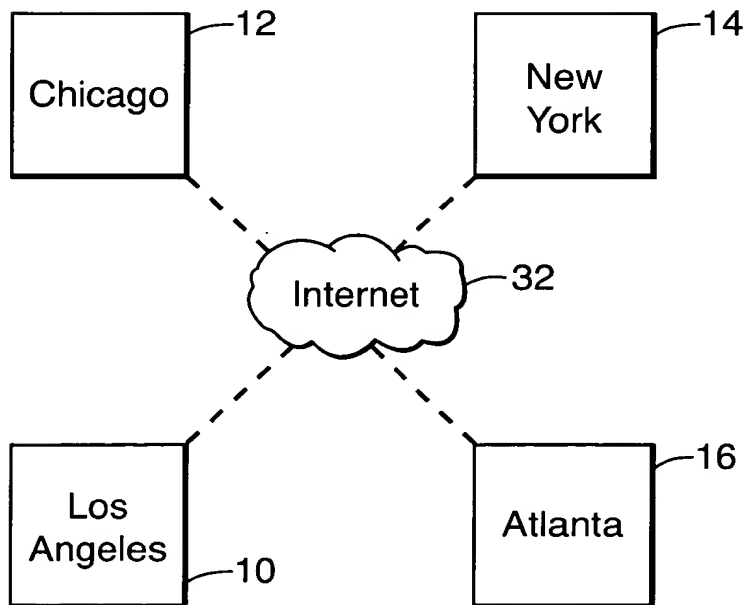 12
Chicago
14
New
York
Internet
32
Los
Angeles
10
16
Atlanta